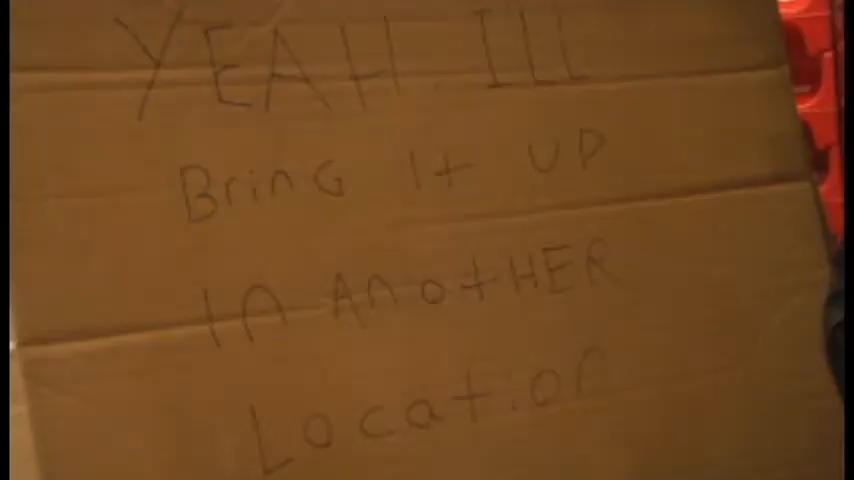 YEAH ILL
Bring It UP
In AnotHER
Location